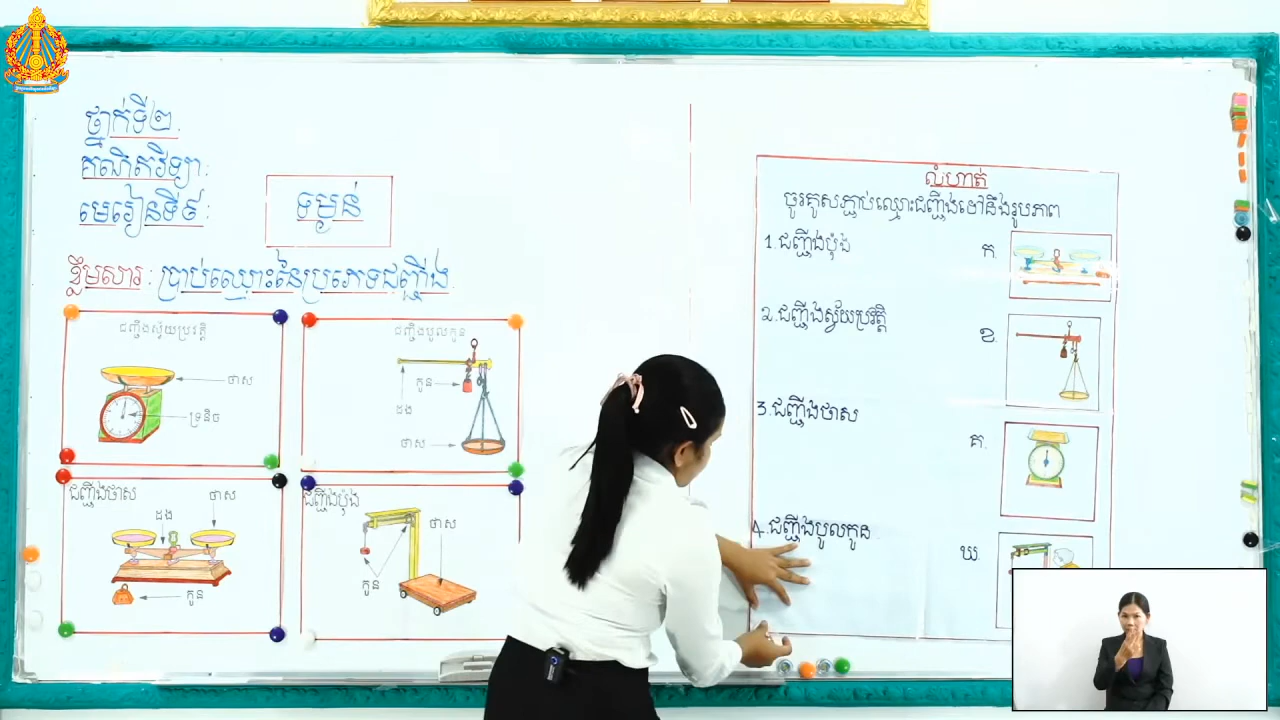 ថ្នាក់ទី២
គណិតវិទ្យា:
មេរៀនទី៩:
ទម្ងន់
ខ្លឹមសារ : ប្រាប់ឈ្មោះនៃប្រភេទជញ្ជីង
ជញ្ជីងស្វ័យប្រវត្តិ
ថាស
ទ្រនិច
ជញ្ជីងបូលកូន
កូន
ដង
ថាស
ជញ្ជីងថាស
ថាស
ដង
កូន
ជញ្ជីងប៉ុង
ថាស
កូន
លំហាត់
ចូរគូសភ្ជាប់ឈ្មោះជញ្ជីងទៅនឹងរូបភាព
1 ជញ្ជីងប៉ុង
ក.
2.ជញ្ជីងស្វ័យប្រវត្តិ
ខ.
3.ជញ្ជីងថាស
គ.
4.ជញ្ជីងបូលកូន
ឃ